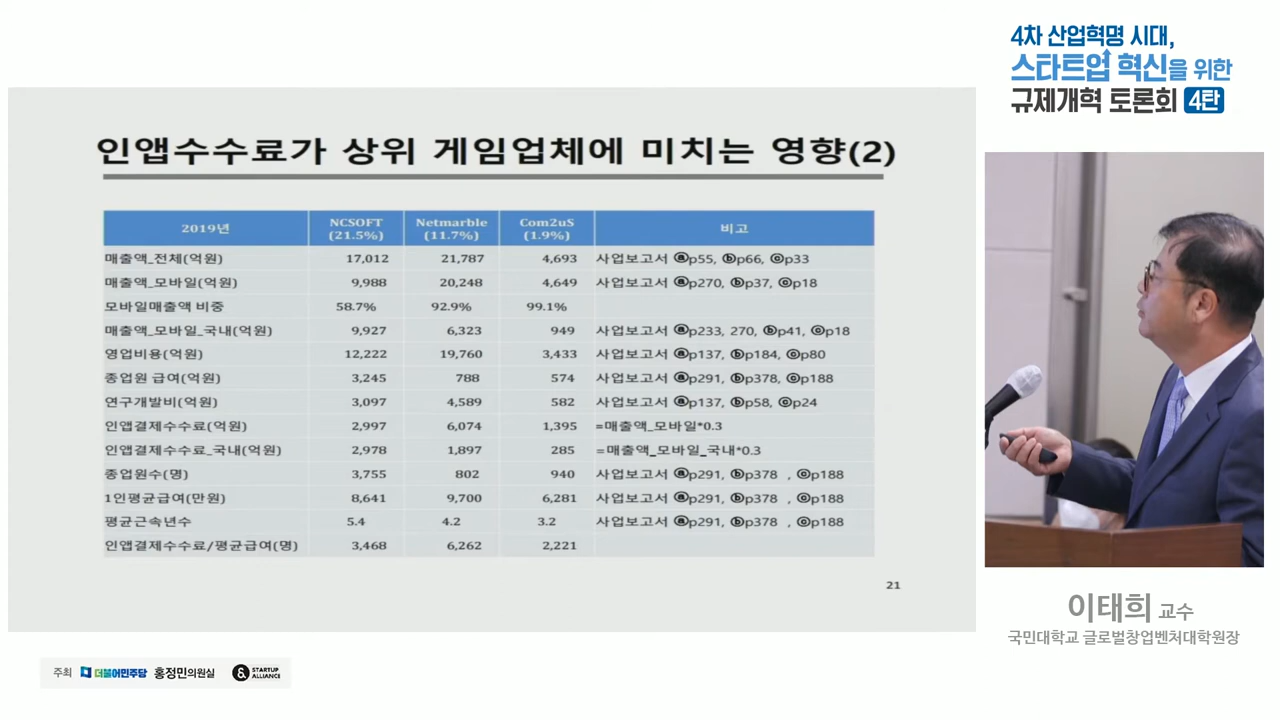 4차 산업혁명 시대,
스타트업 혁신을 위한
규제개혁 토론회 4탄
인앱수수료가 상위 게임업체에 미치는 영향(2)
2019년 NCSOFT (21.5%) Netmarble (11.7%) Com2uS (1.9%) 비고
매출액_전체(억원) 17,012 21,787 4,693 사업보고서 ⓐp55, ⓑp66, ⓒp33
매출액_모바일(억원) 9,988 20,248 4,649 사업보고서 ⓐp270, ⓑp37, ⓒp18
모바일매출액 비중 58.7% 92.9% 99.1%
매출액_모바일_국내(억원) 9,927 6,323 949 사업보고서 ⓐp233, 270, ⓑp41, ⓒp18
영업비용(억원) 12,222 19,760 3,433 사업보고서 ⓐp137, ⓑp184, ⓒp80
종업원 급여(억원) 3,245 788 574 사업보고서 ⓐp291, ⓑp378, ⓒp188
연구개발비(억원) 3,097 4,589 582 사업보고서 ⓐp137, ⓑp58, ⓒp24
인앱결제수수료(억원) 2,997 6,074 1,395 =매출액_모바일*0.3
인앱결제수수료_국내(억원) 2,978 1,897 285 =매출액_모바일_국내*0.3
종업원수(명) 3,755 802 940 사업보고서 ⓐp291, ⓑp378 , ⓒp188
1인평균급여(만원) 8,641 9,700 6,281 사업보고서 ⓐp291, ⓑp378 , ⓒp188
평균근속년수 5.4 4.2 3.2 사업보고서 ⓐp291, ⓑp378 , ⓒp188
인앱결제수수료/평균급여(명) 3,468 6,262 2,221
21
이태희 교수
국민대학교 글로벌창업벤처대학원장
주최 더불어민주당 홍정민의원실 & STARTUP ALLIANCE